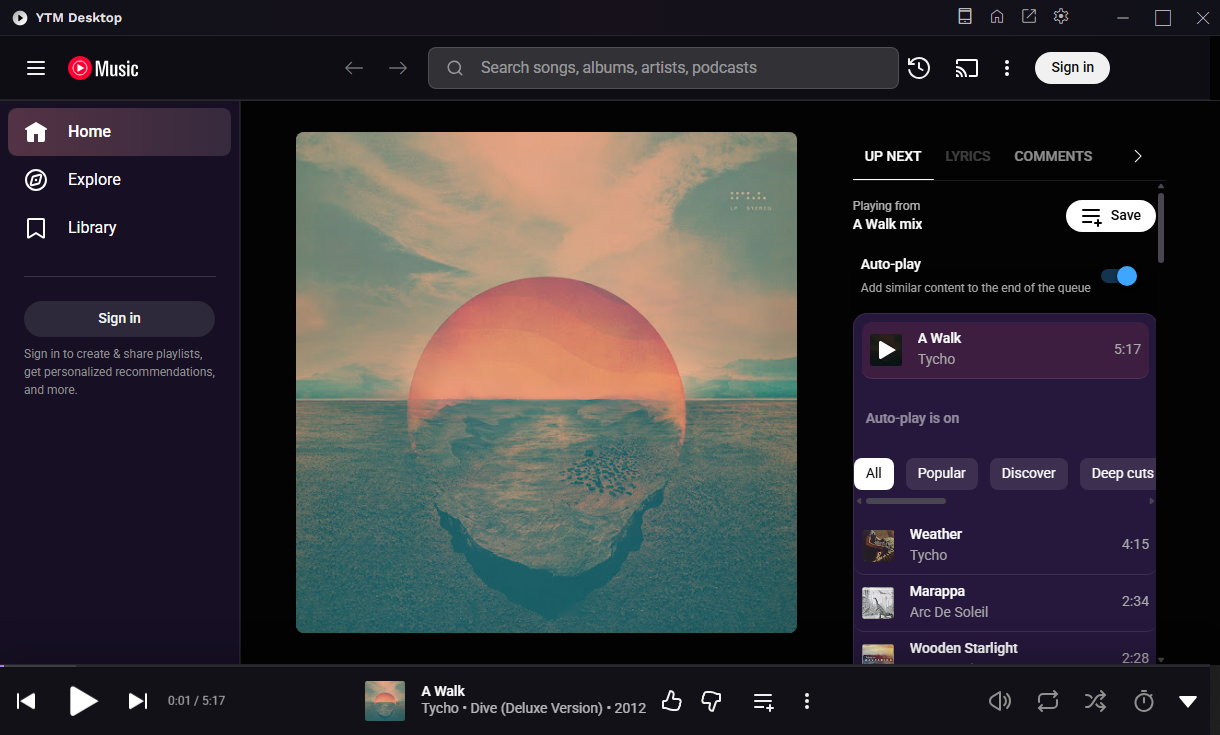 YTM Desktop
Music
Search songs, albums, artists, podcasts
Sign in
Home
Explore
Library
Sign in
Sign in to create & share playlists,
get personalized recommendations,
and more.
UP NEXT
LYRICS
COMMENTS
Playing from
A Walk mix
Save
Auto-play
Add similar content to the end of the queue
A Walk
Tycho
5:17
Auto-play is on
All
Popular
Discover
Deep cuts
Weather
Tycho
4:15
Marappa
Arc De Soleil
2:34
Wooden Starlight
2:28
0:01 / 5:17
A Walk
Tycho • Dive (Deluxe Version) • 2012